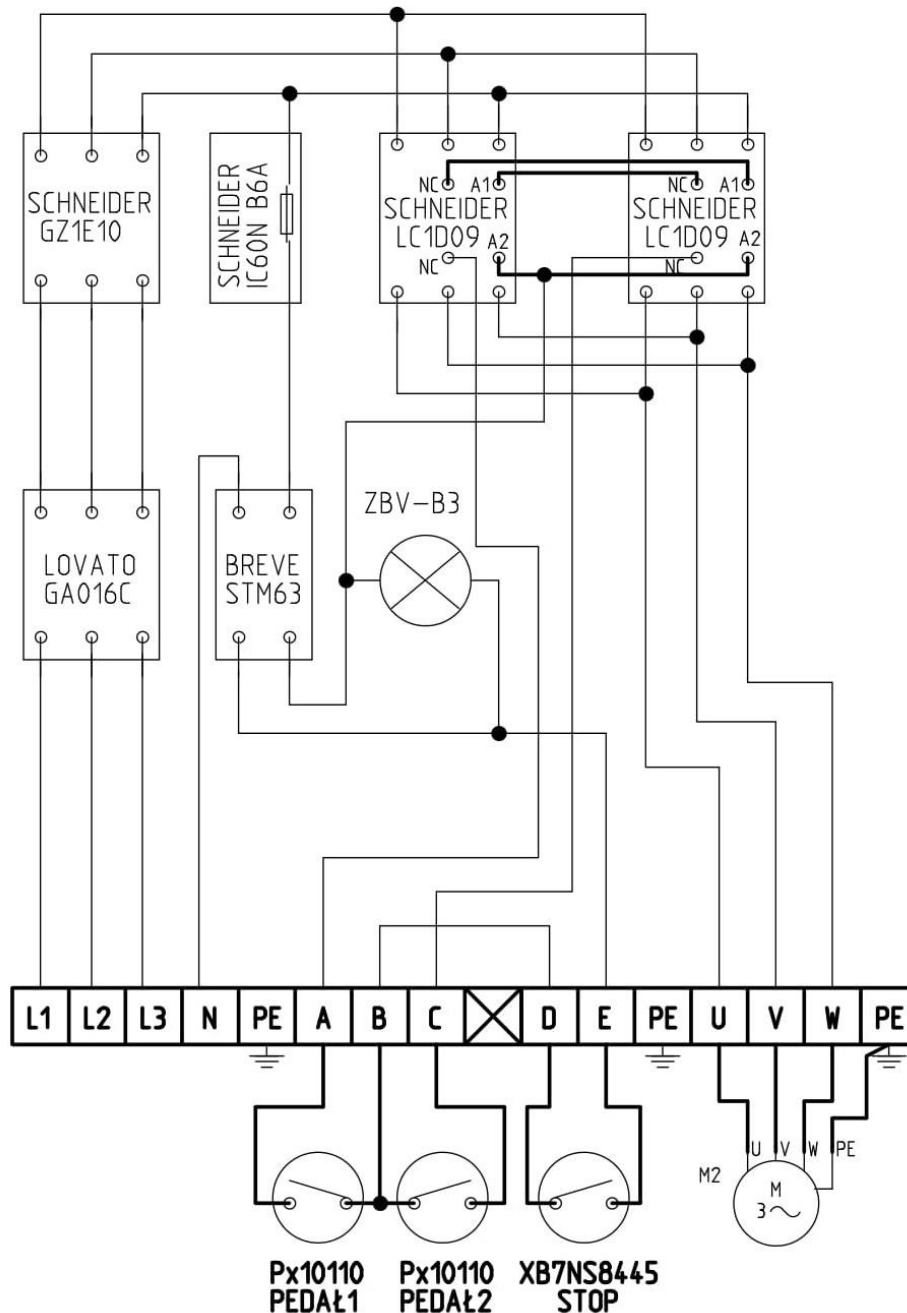 SCHNEIDER
GZ1E10
SCHNEIDER
IC60N B6A
NC A1
SCHNEIDER
LC1D09
A2
NC
NC A1
SCHNEIDER
LC1D09
A2
NC
LOVATO
GA016C
BREVE
STM63
ZBV-B3
L1 L2 L3 N PE A B C D E PE U V W PE
U V W PE
M2
M
3~
Px10110
PEDAŁ1
Px10110
PEDAŁ2
XB7NS8445
STOP